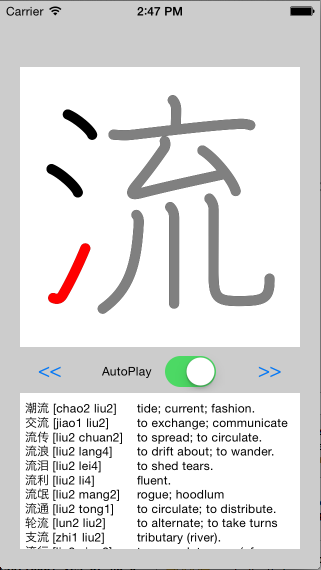 Carrier 2:47 PM
流
<< AutoPlay >>
潮流 [chao2 liu2] tide; current; fashion.
交流 [jiao1 liu2] to exchange; communicate
流传 [liu2 chuan2] to spread; to circulate.
流浪 [liu2 lang4] to drift about; to wander.
流泪 [liu2 lei4] to shed tears.
流利 [liu2 li4] fluent.
流氓 [liu2 mang2] rogue; hoodlum
流通 [liu2 tong1] to circulate; to distribute.
轮流 [lun2 liu2] to alternate; to take turns
支流 [zhi1 liu2] tributary (river).